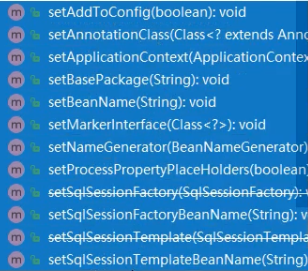 m setAddToConfig(boolean): void
m setAnnotationClass(Class<? extends Anno
m setApplicationContext(ApplicationContex
m setBasePackage(String): void
m setBeanName(String): void
m setMarkerInterface(Class<?>): void
m setNameGenerator(BeanNameGenerator)
m setProcessPropertyPlaceHolders(boolean)
m setSqlSessionFactory(SqlSessionFactory):
m setSqlSessionFactoryBeanName(String): v
m setSqlSessionTemplate(SqlSessionTempla
m setSqlSessionTemplateBeanName(String)